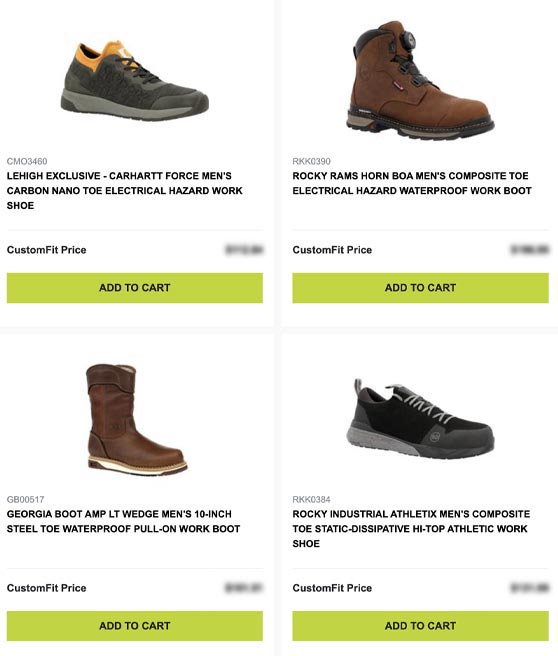 CMO3460
LEHIGH EXCLUSIVE - CARHARTT FORCE MEN'S
CARBON NANO TOE ELECTRICAL HAZARD WORK
SHOE
CustomFit Price
ADD TO CART
RKK0390
ROCKY RAMS HORN BOA MEN'S COMPOSITE TOE
ELECTRICAL HAZARD WATERPROOF WORK BOOT
CustomFit Price
ADD TO CART
GB00517
GEORGIA BOOT AMP LT WEDGE MEN'S 10-INCH
STEEL TOE WATERPROOF PULL-ON WORK BOOT
CustomFit Price
ADD TO CART
RKK0384
ROCKY INDUSTRIAL ATHLETIX MEN'S COMPOSITE
TOE STATIC-DISSIPATIVE HI-TOP ATHLETIC WORK
SHOE
CustomFit Price
ADD TO CART